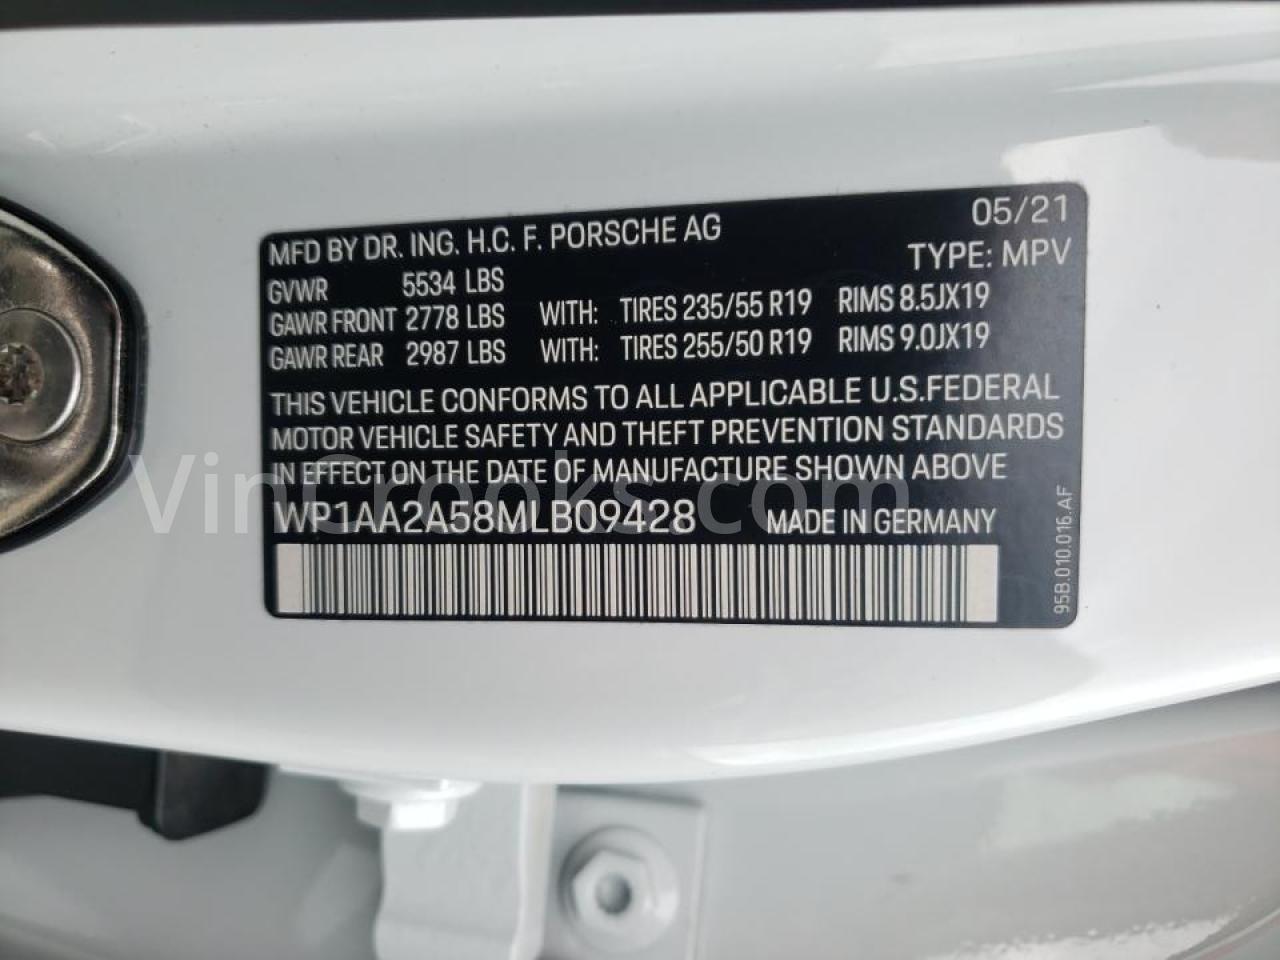 MFD BY DR. ING. H.C. F. PORSCHE AG 05/21
TYPE: MPV
GVWR 5534 LBS
GAWR FRONT 2778 LBS WITH: TIRES 235/55 R19 RIMS 8.5JX19
GAWR REAR 2987 LBS WITH: TIRES 255/50 R19 RIMS 9.0JX19
THIS VEHICLE CONFORMS TO ALL APPLICABLE U.S.FEDERAL
MOTOR VEHICLE SAFETY AND THEFT PREVENTION STANDARDS
IN EFFECT ON THE DATE OF MANUFACTURE SHOWN ABOVE
WP1AA2A58MLB09428 MADE IN GERMANY
95B.010.016.AF
VinCrooks.com